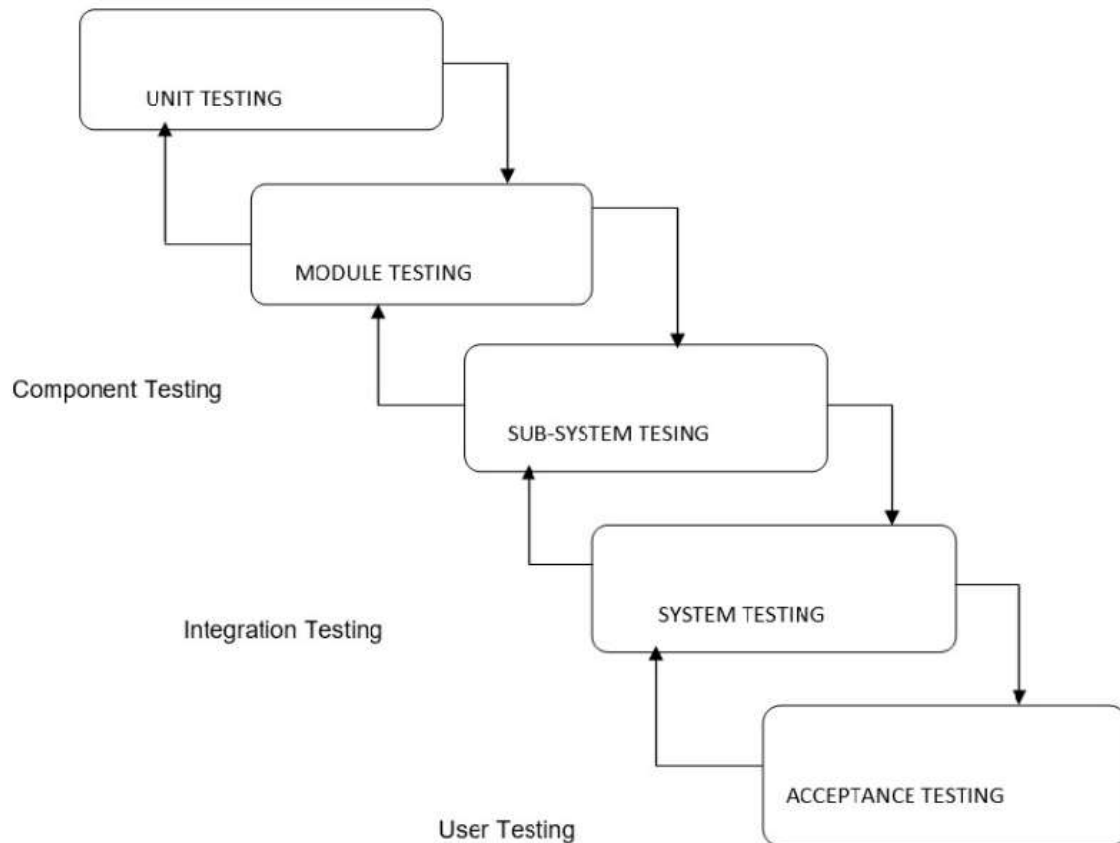 UNIT TESTING
MODULE TESTING
Component Testing
SUB-SYSTEM TESING
Integration Testing
SYSTEM TESTING
ACCEPTANCE TESTING
User Testing